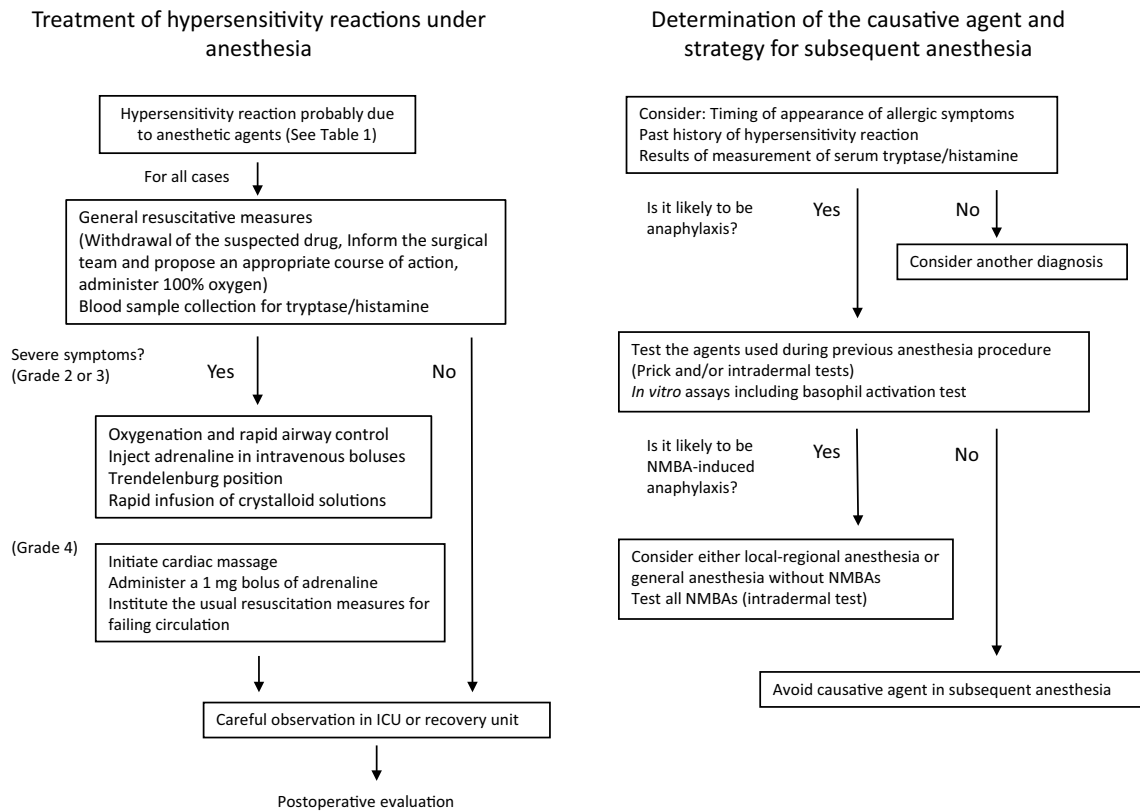 Treatment of hypersensitivity reactions under
anesthesia
Hypersensitivity reaction probably due
to anesthetic agents (See Table 1)
For all cases
General resuscitative measures
(Withdrawal of the suspected drug, Inform the surgical
team and propose an appropriate course of action,
administer 100% oxygen)
Blood sample collection for tryptase/histamine
Severe symptoms?
(Grade 2 or 3)
Yes
No
Oxygenation and rapid airway control
Inject adrenaline in intravenous boluses
Trendelenburg position
Rapid infusion of crystalloid solutions
(Grade 4)
Initiate cardiac massage
Administer a 1 mg bolus of adrenaline
Institute the usual resuscitation measures for
failing circulation
Careful observation in ICU or recovery unit
Postoperative evaluation
Determination of the causative agent and
strategy for subsequent anesthesia
Consider: Timing of appearance of allergic symptoms
Past history of hypersensitivity reaction
Results of measurement of serum tryptase/histamine
Is it likely to be
anaphylaxis?
Yes
No
Consider another diagnosis
Test the agents used during previous anesthesia procedure
(Prick and/or intradermal tests)
In vitro assays including basophil activation test
Is it likely to be
NMBA-induced
anaphylaxis?
Yes
No
Consider either local-regional anesthesia or
general anesthesia without NMBAs
Test all NMBAs (intradermal test)
Avoid causative agent in subsequent anesthesia